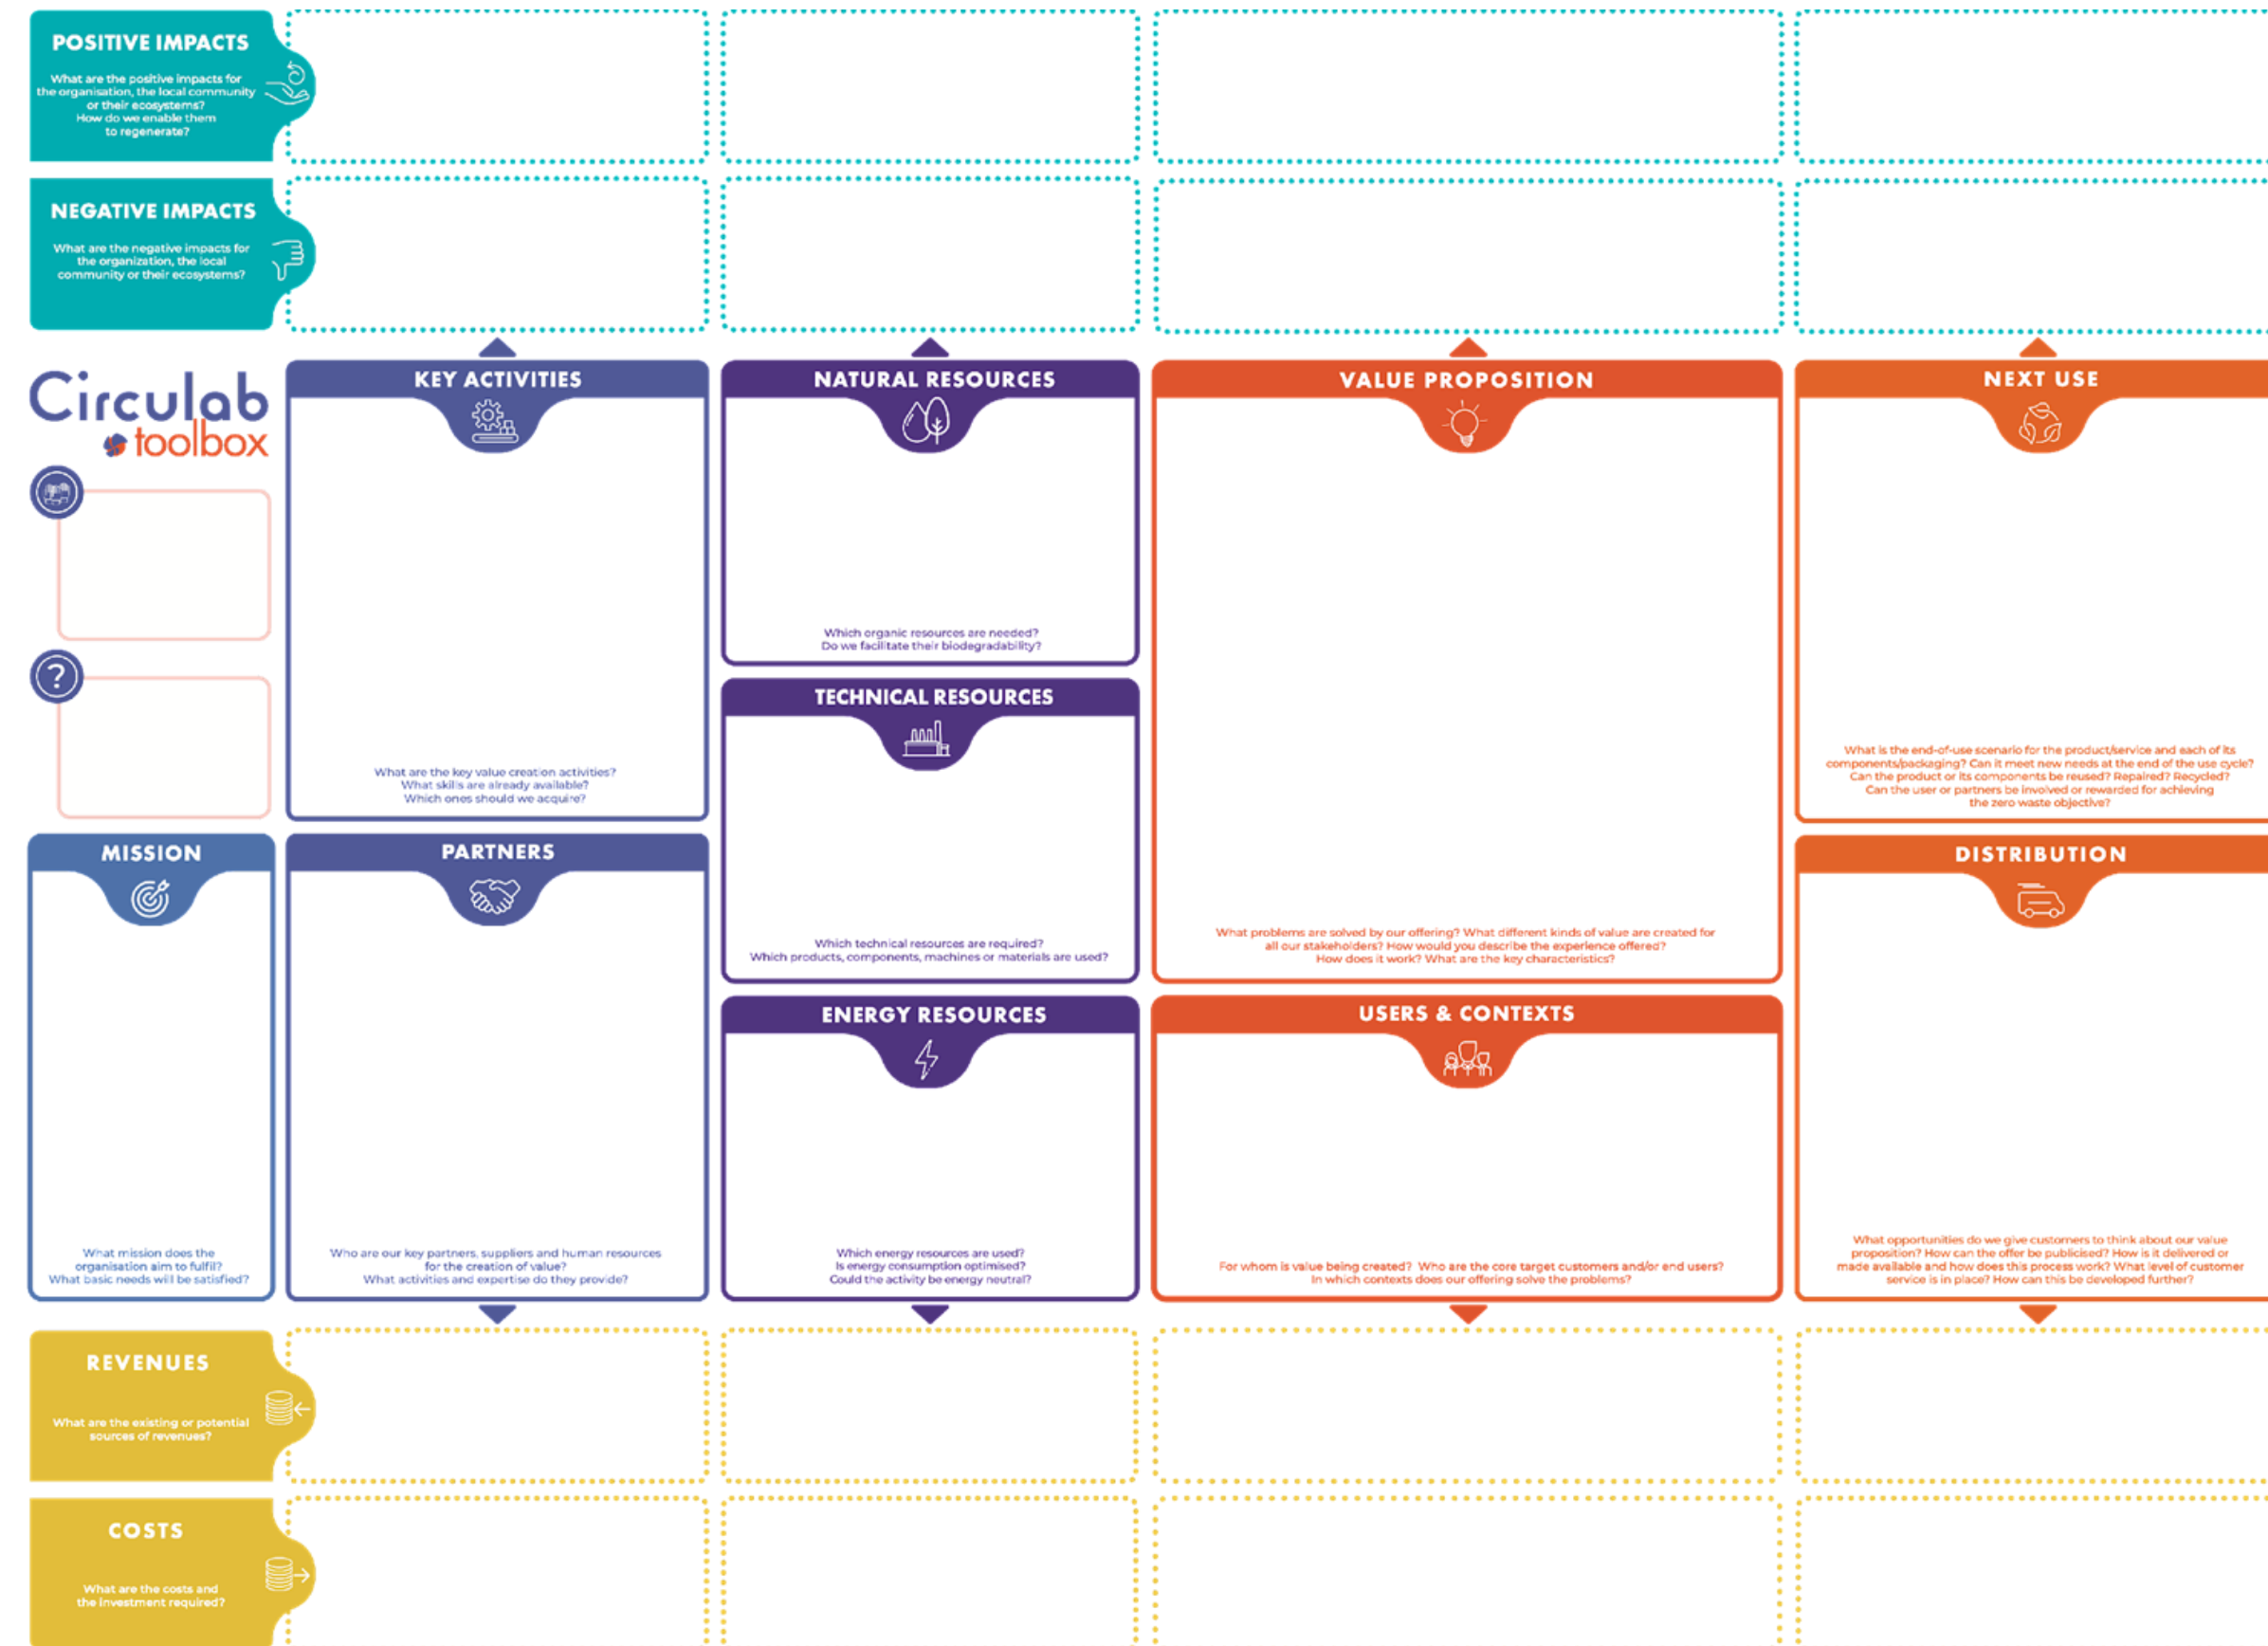 POSITIVE IMPACTS
What are the positive impacts for
the organisation, the local community
or their ecosystems?
How do we enable them
to regenerate?
NEGATIVE IMPACTS
What are the negative impacts for
the organization, the local
community or their ecosystems?
Circulab
toolbox
?
KEY ACTIVITIES
What are the key value creation activities?
What skills are already available?
Which ones should we acquire?
NATURAL RESOURCES
Which organic resources are needed?
Do we facilitate their biodegradability?
TECHNICAL RESOURCES
Which technical resources are required?
Which products, components, machines or materials are used?
VALUE PROPOSITION
What problems are solved by our offering? What different kinds of value are created for
all our stakeholders? How would you describe the experience offered?
How does it work? What are the key characteristics?
NEXT USE
What is the end-of-use scenario for the product/service and each of its
components/packaging? Can it meet new needs at the end of the use cycle?
Can the product or its components be reused? Repaired? Recycled?
Can the user or partners be involved or rewarded for achieving
the zero waste objective?
MISSION
What mission does the
organisation aim to fulfil?
What basic needs will be satisfied?
PARTNERS
Who are our key partners, suppliers and human resources
for the creation of value?
What activities and expertise do they provide?
ENERGY RESOURCES
Which energy resources are used?
Is energy consumption optimised?
Could the activity be energy neutral?
USERS & CONTEXTS
For whom is value being created? Who are the core target customers and/or end users?
In which contexts does our offering solve the problems?
DISTRIBUTION
What opportunities do we give customers to think about our value
proposition? How can the offer be publicised? How is it delivered or
made available and how does this process work? What level of customer
service is in place? How can this be developed further?
REVENUES
What are the existing or potential
sources of revenues?
COSTS
What are the costs and
the investment required?